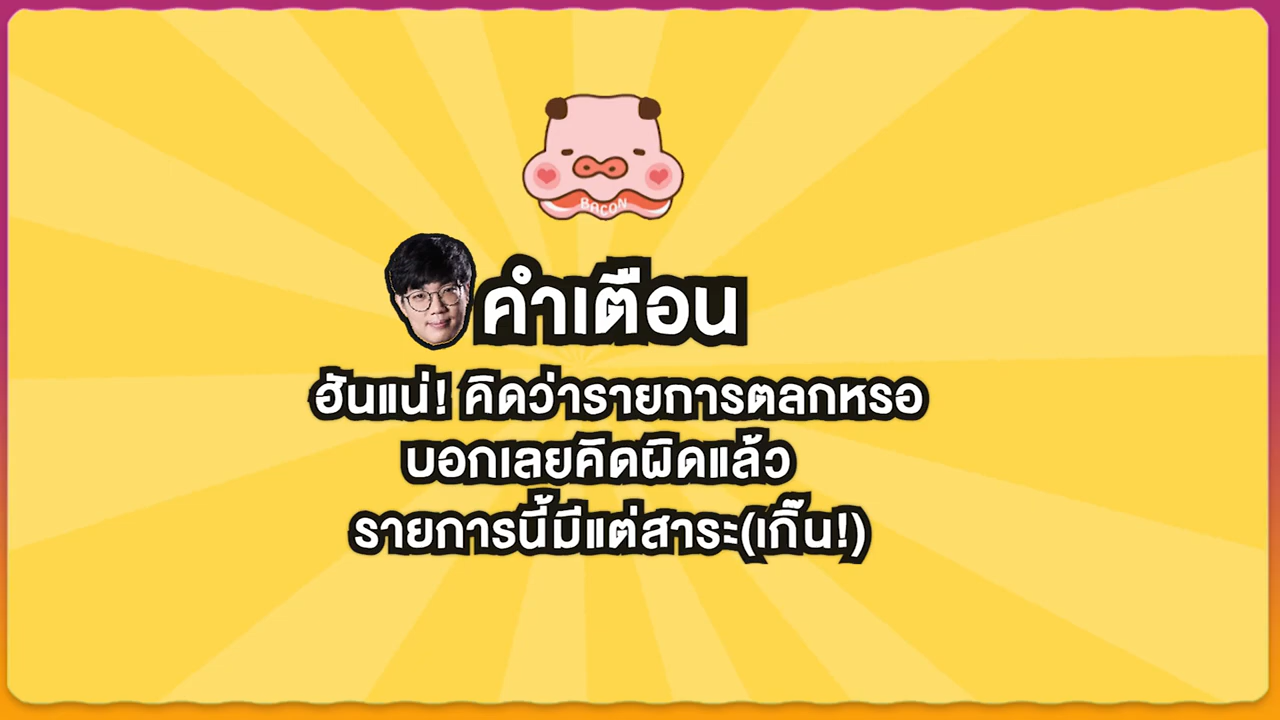 BACON
คำเตือน
ฮันแน่! คิดว่ารายการตลกหรอ
บอกเลยคิดผิดแล้ว
รายการนี้มีแต่สาระ(เกิ๊น!)